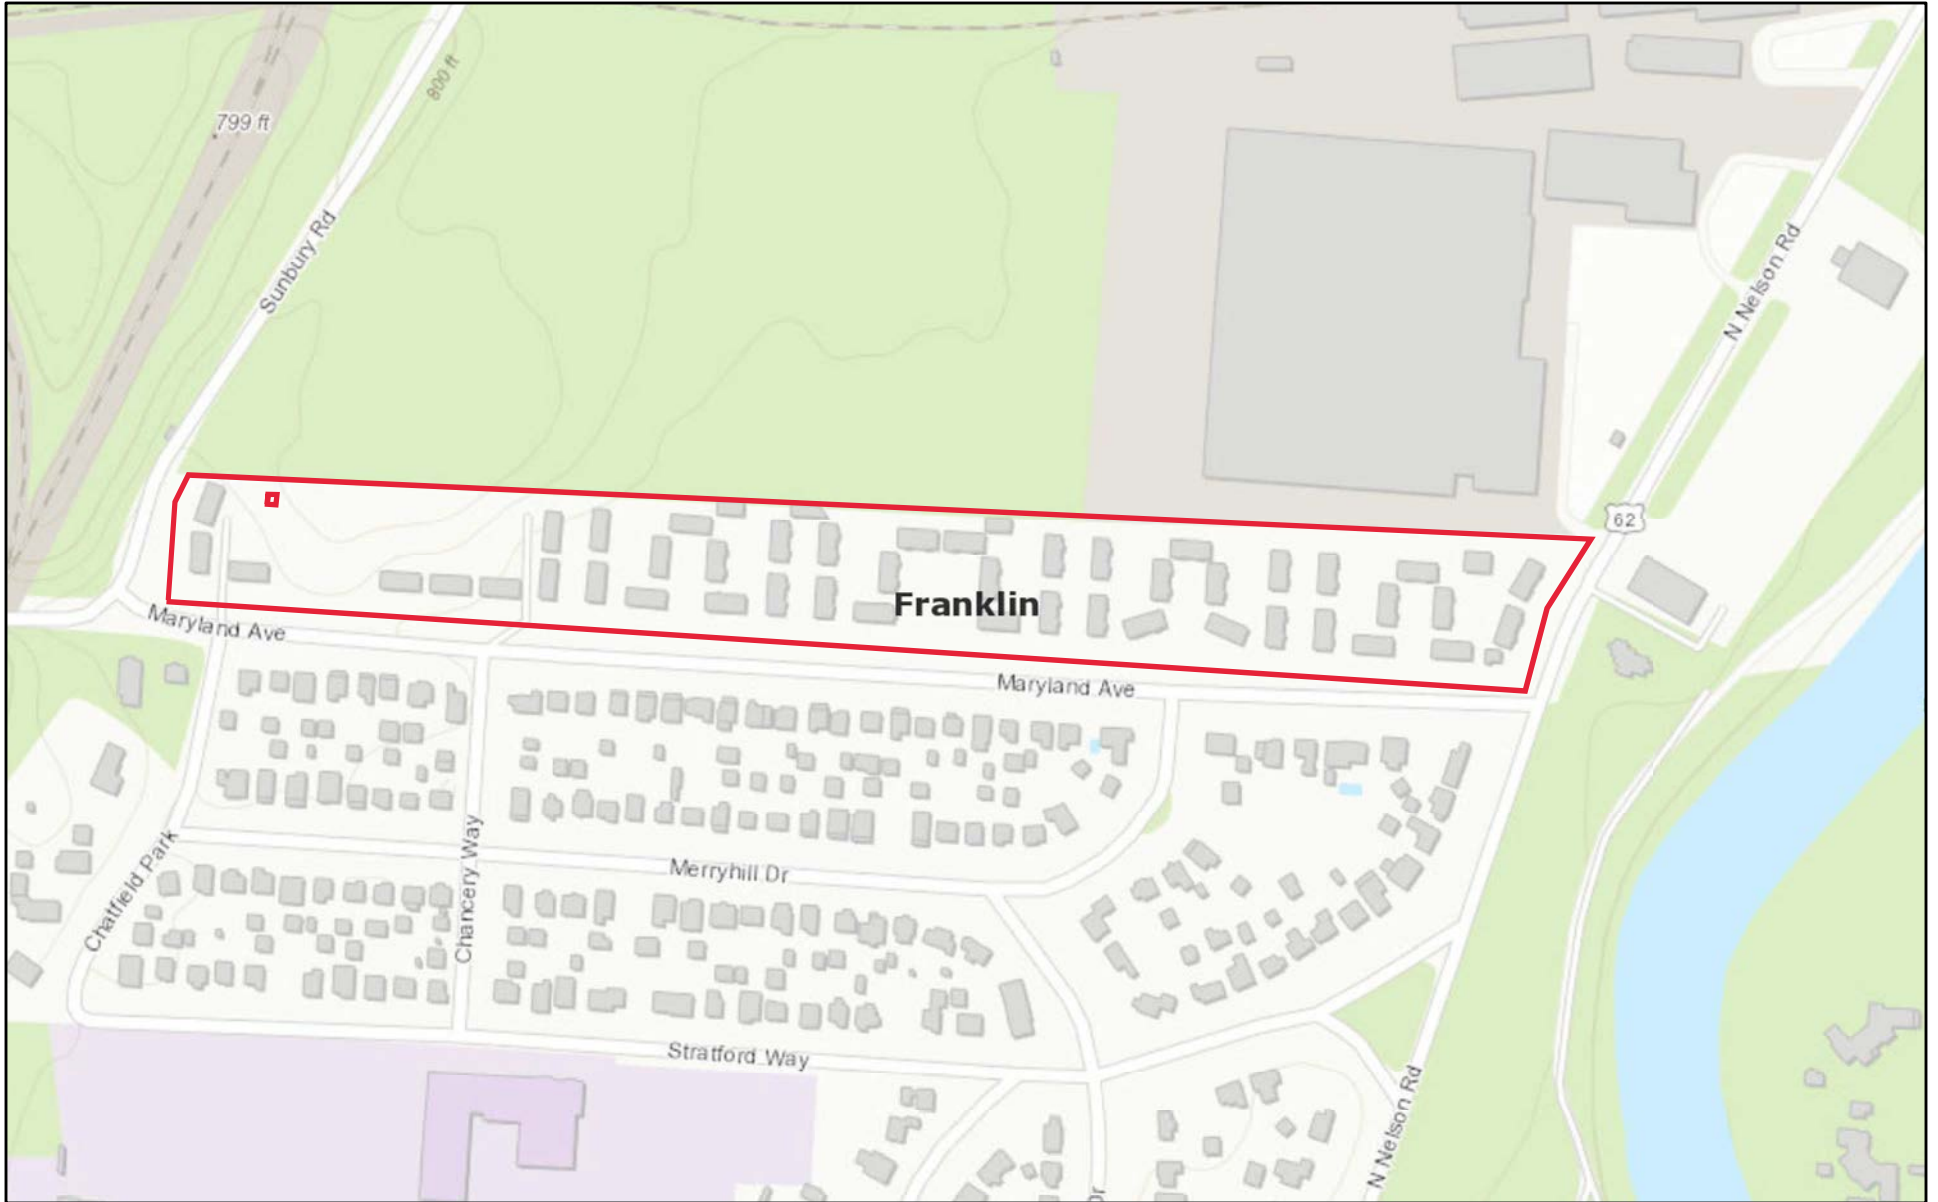 800 ft
799 ft
Sunbury Rd
N Nelson Rd
62
Franklin
Maryland Ave
Maryland Ave
Merryhill Dr
Chatfield Park
Chancery Way
Stratford Way
N Nelson Rd
Dr